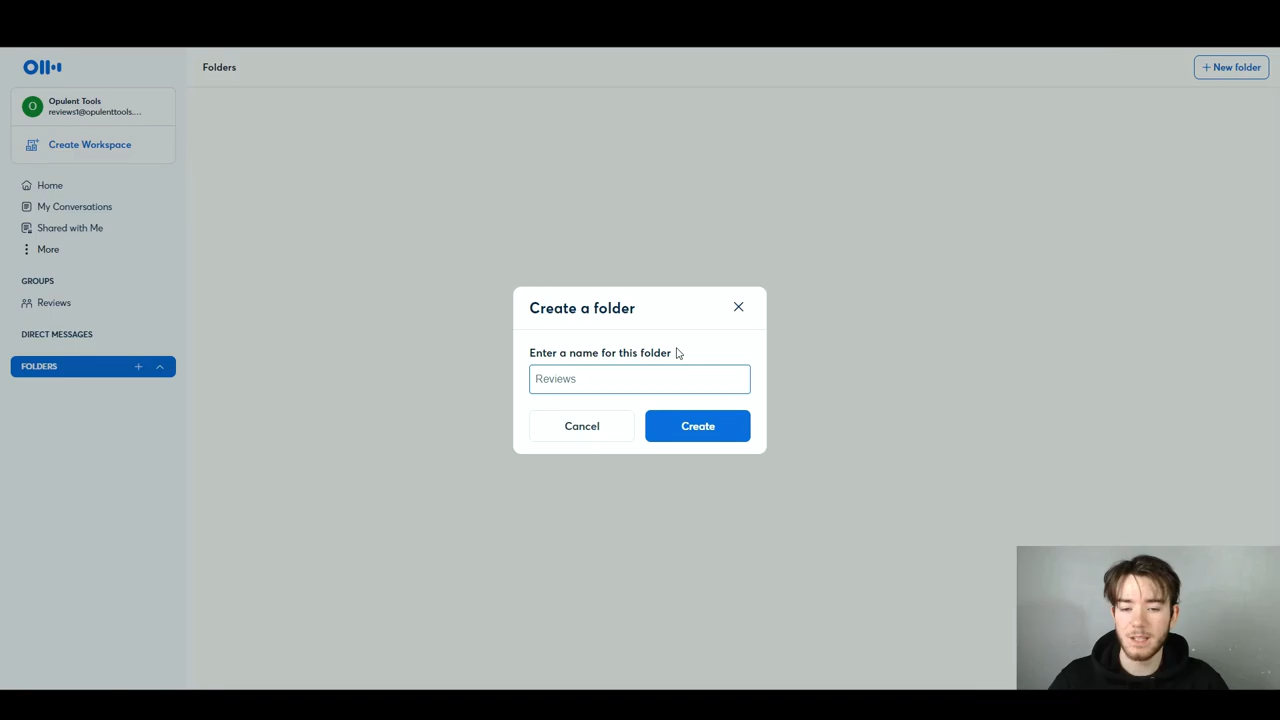 Folders
+ New folder
O
Opulent Tools
reviews1@opulenttools....
Create Workspace
Home
My Conversations
Shared with Me
More
GROUPS
Reviews
DIRECT MESSAGES
FOLDERS
Create a folder
Enter a name for this folder
Reviews
Cancel
Create